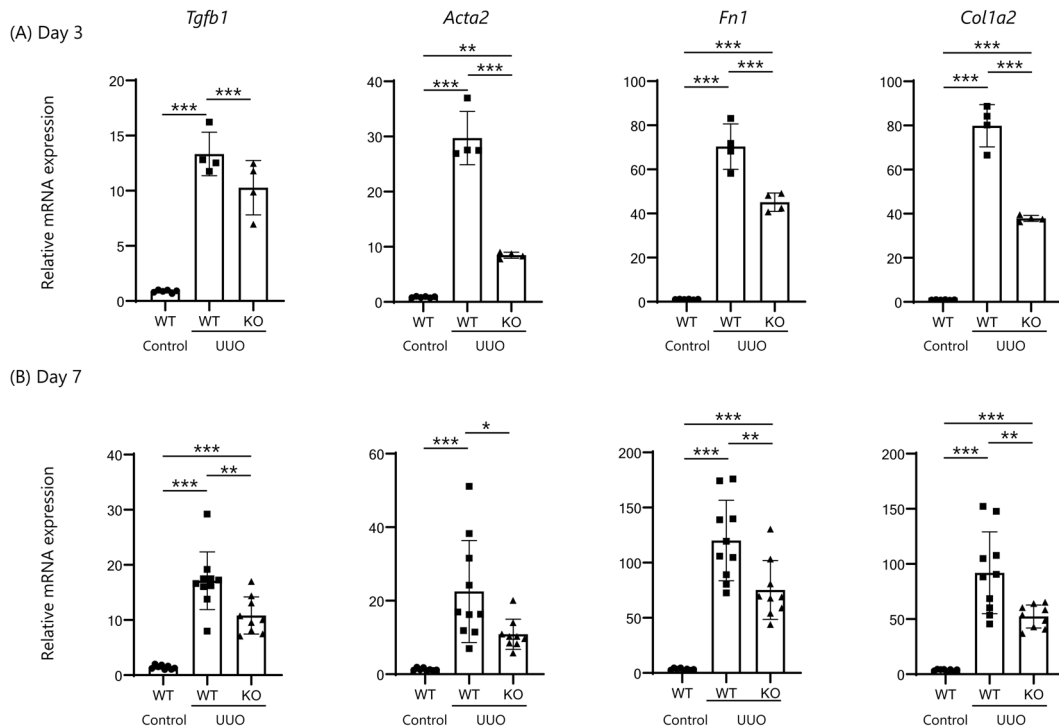 Tgfb1 Acta2 Fn1 Col1a2
(A) Day 3
Relative mRNA expression
*** ***
20
15
10
5
0
WT WT KO
Control UUO
**
*** ***
40
30
20
10
0
WT WT KO
Control UUO
***
*** ***
100
80
60
40
20
0
WT WT KO
Control UUO
***
*** ***
100
80
60
40
20
0
WT WT KO
Control UUO
(B) Day 7
Relative mRNA expression
***
*** **
40
30
20
10
0
WT WT KO
Control UUO
*** *
60
40
20
0
WT WT KO
Control UUO
***
*** **
200
150
100
50
0
WT WT KO
Control UUO
***
*** **
200
150
100
50
0
WT WT KO
Control UUO